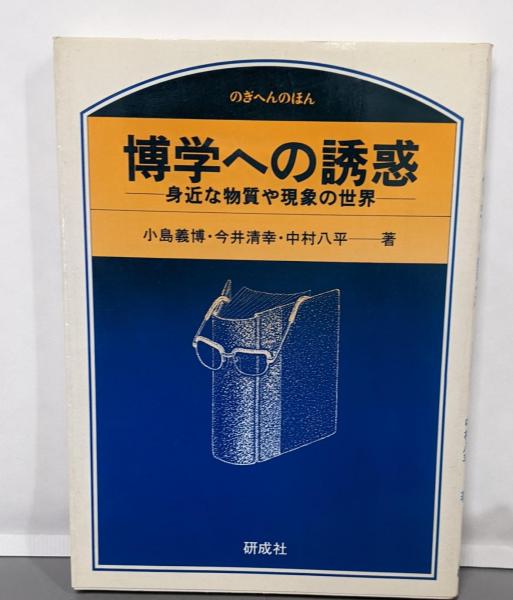 のぎへんのほん
博学への誘惑
──身近な物質や現象の世界──
小島義博・今井清幸・中村八平──著
研成社